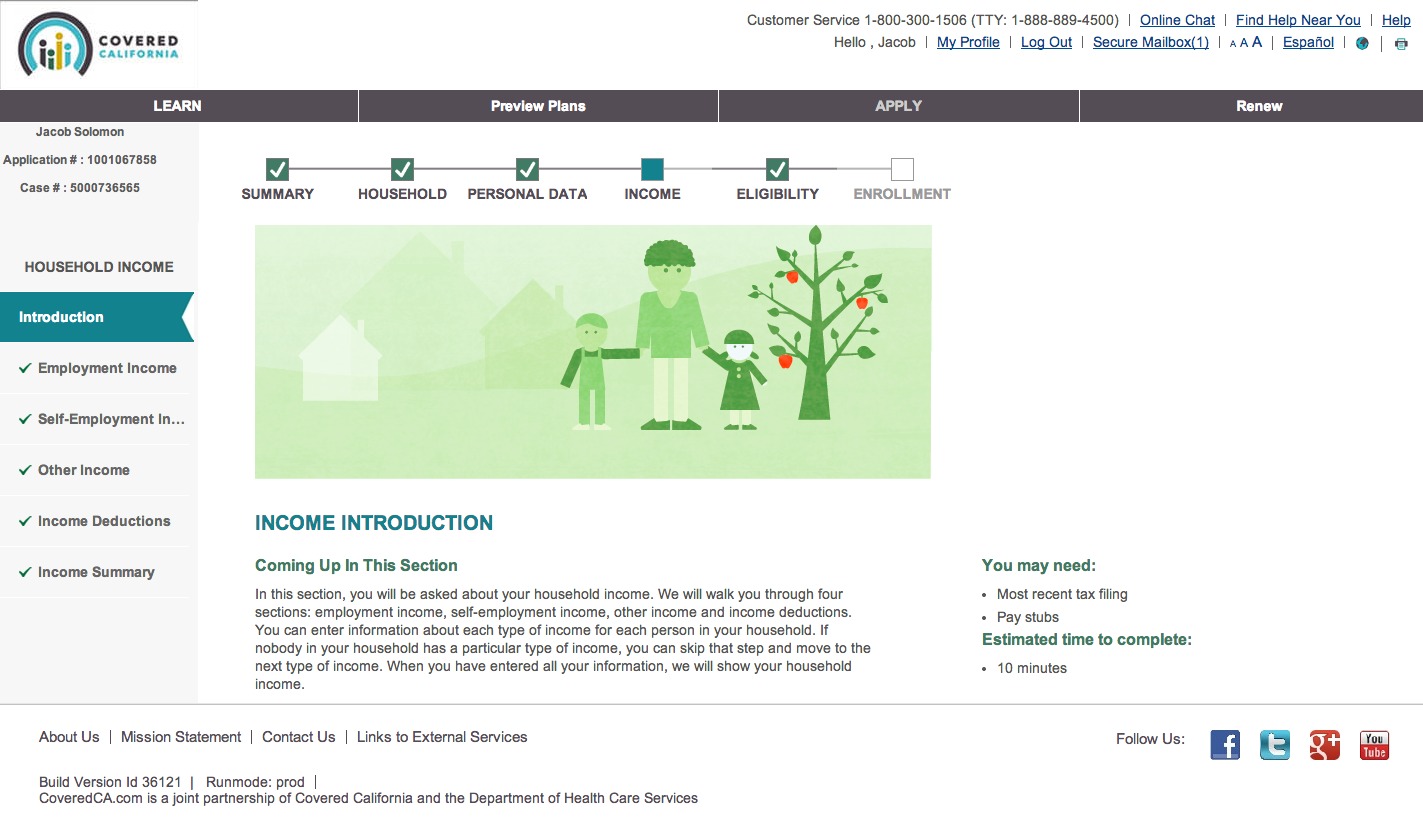 COVERED
CALIFORNIA
Customer Service 1-800-300-1506 (TTY: 1-888-889-4500) | Online Chat | Find Help Near You | Help
Hello , Jacob | My Profile | Log Out | Secure Mailbox(1) | A A A | Español |
LEARN
Preview Plans
APPLY
Renew
Jacob Solomon
Application # : 1001067858
Case # : 5000736565
SUMMARY
HOUSEHOLD
PERSONAL DATA
INCOME
ELIGIBILITY
ENROLLMENT
HOUSEHOLD INCOME
Introduction
Employment Income
Self-Employment In...
Other Income
Income Deductions
Income Summary
INCOME INTRODUCTION
Coming Up In This Section
In this section, you will be asked about your household income. We will walk you through four
sections: employment income, self-employment income, other income and income deductions.
You can enter information about each type of income for each person in your household. If
nobody in your household has a particular type of income, you can skip that step and move to the
next type of income. When you have entered all your information, we will show your household
income.
You may need:
• Most recent tax filing
• Pay stubs
Estimated time to complete:
• 10 minutes
About Us | Mission Statement | Contact Us | Links to External Services
Follow Us:
f
t
g+
You
Tube
Build Version Id 36121 | Runmode: prod |
CoveredCA.com is a joint partnership of Covered California and the Department of Health Care Services